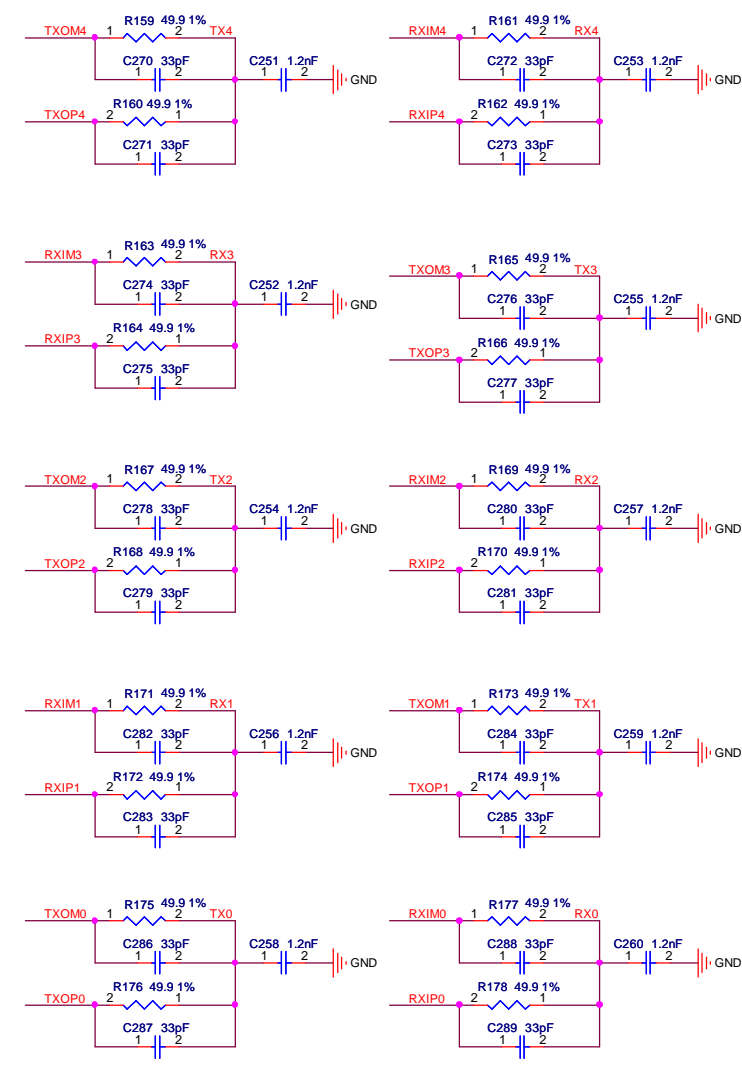 R159 49.9 1%
TXOM4 1 2 TX4
C270 33pF
1 2
C251 1.2nF
1 2
GND
R160 49.9 1%
TXOP4 2 1
C271 33pF
1 2
R161 49.9 1%
RXIM4 1 2 RX4
C272 33pF
1 2
C253 1.2nF
1 2
GND
R162 49.9 1%
RXIP4 2 1
C273 33pF
1 2
R163 49.9 1%
RXIM3 1 2 RX3
C274 33pF
1 2
C252 1.2nF
1 2
GND
R164 49.9 1%
RXIP3 2 1
C275 33pF
1 2
R165 49.9 1%
TXOM3 1 2 TX3
C276 33pF
1 2
C255 1.2nF
1 2
GND
R166 49.9 1%
TXOP3 2 1
C277 33pF
1 2
R167 49.9 1%
TXOM2 1 2 TX2
C278 33pF
1 2
C254 1.2nF
1 2
GND
R168 49.9 1%
TXOP2 2 1
C279 33pF
1 2
R169 49.9 1%
RXIM2 1 2 RX2
C280 33pF
1 2
C257 1.2nF
1 2
GND
R170 49.9 1%
RXIP2 2 1
C281 33pF
1 2
R171 49.9 1%
RXIM1 1 2 RX1
C282 33pF
1 2
C256 1.2nF
1 2
GND
R172 49.9 1%
RXIP1 2 1
C283 33pF
1 2
R173 49.9 1%
TXOM1 1 2 TX1
C284 33pF
1 2
C259 1.2nF
1 2
GND
R174 49.9 1%
TXOP1 2 1
C285 33pF
1 2
R175 49.9 1%
TXOM0 1 2 TX0
C286 33pF
1 2
C258 1.2nF
1 2
GND
R176 49.9 1%
TXOP0 2 1
C287 33pF
1 2
R177 49.9 1%
RXIM0 1 2 RX0
C288 33pF
1 2
C260 1.2nF
1 2
GND
R178 49.9 1%
RXIP0 2 1
C289 33pF
1 2